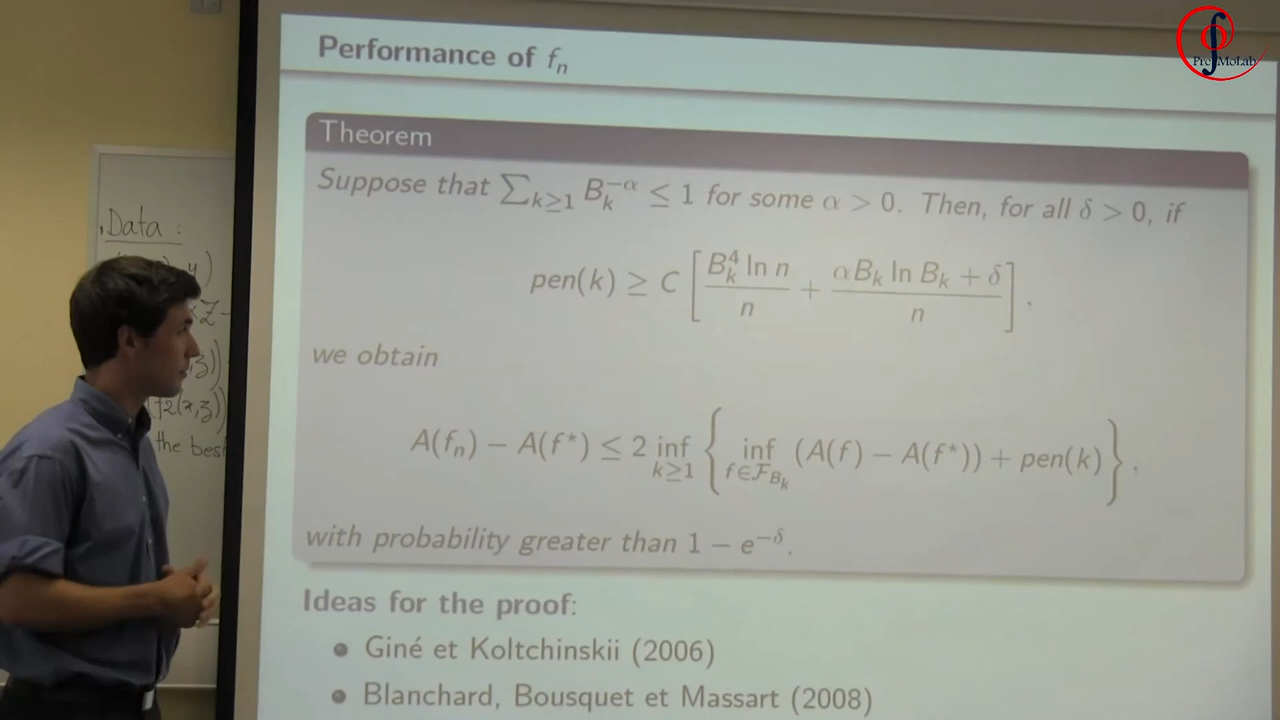 Performance of fₙ
PreMoLab
Theorem
Suppose that ∑_{k≥1} B_k^{−α} ≤ 1 for some α > 0. Then, for all δ > 0, if
pen(k) ≥ C [ B_k^4 ln n / n + (αB_k ln B_k + δ) / n ] ,
we obtain
A(f_n) − A(f*) ≤ 2 inf_{k≥1} { inf_{f∈F_{B_k}} (A(f) − A(f*)) + pen(k) } ,
with probability greater than 1 − e^{−δ}.
Ideas for the proof:
Giné et Koltchinskii (2006)
Blanchard, Bousquet et Massart (2008)
Data :
the best